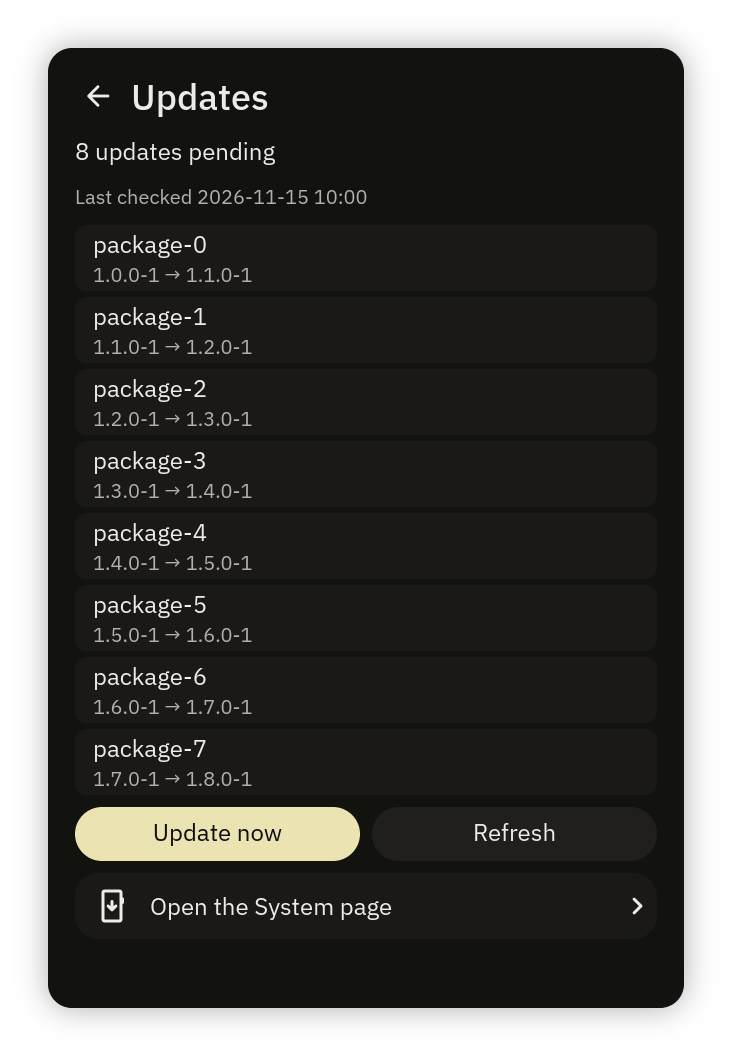 Updates
8 updates pending
Last checked 2026-11-15 10:00
package-0
1.0.0-1 → 1.1.0-1
package-1
1.1.0-1 → 1.2.0-1
package-2
1.2.0-1 → 1.3.0-1
package-3
1.3.0-1 → 1.4.0-1
package-4
1.4.0-1 → 1.5.0-1
package-5
1.5.0-1 → 1.6.0-1
package-6
1.6.0-1 → 1.7.0-1
package-7
1.7.0-1 → 1.8.0-1
Update now
Refresh
Open the System page